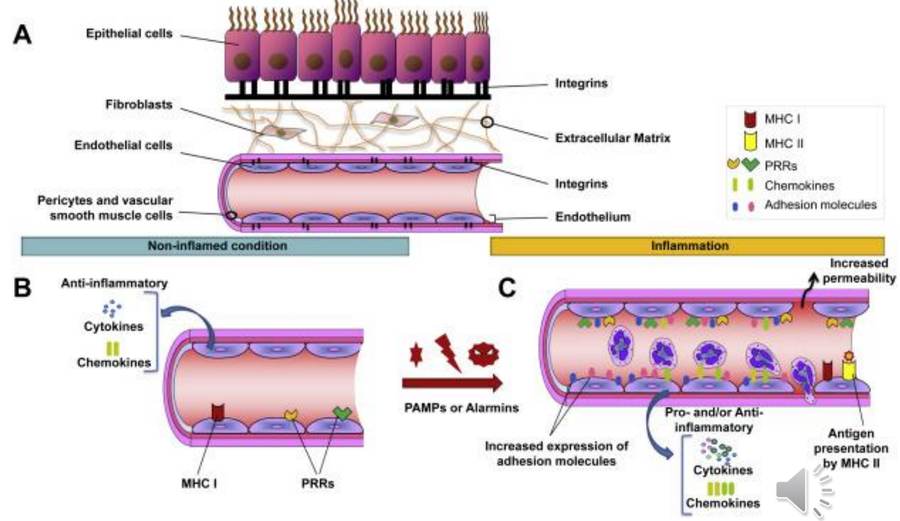 A
Epithelial cells
Fibroblasts
Endothelial cells
Pericytes and vascular
smooth muscle cells
Integrins
Extracellular Matrix
Integrins
Endothelium
MHC I
MHC II
PRRs
Chemokines
Adhesion molecules
Non-inflamed condition
Inflammation
B
Anti-inflammatory
Cytokines
Chemokines
MHC I
PRRs
PAMPs or Alarmins
C
Increased
permeability
Increased expression of
adhesion molecules
Pro- and/or Anti-
inflammatory
Cytokines
Chemokines
Antigen
presentation
by MHC II